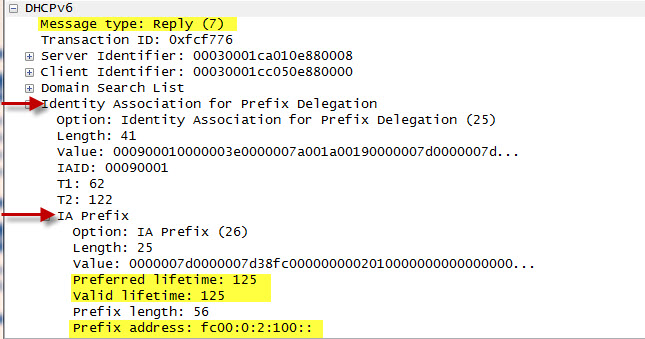 DHCPv6
Message type: Reply (7)
Transaction ID: 0xfcf776
Server Identifier: 00030001ca010e880008
Client Identifier: 00030001cc050e880000
Domain Search List
Identity Association for Prefix Delegation
Option: Identity Association for Prefix Delegation (25)
Length: 41
Value: 000900010000003e0000007a001a00190000007d0000007d...
IAID: 00090001
T1: 62
T2: 122
IA Prefix
Option: IA Prefix (26)
Length: 25
Value: 0000007d0000007d38fc00000000020100000000000000...
Preferred lifetime: 125
Valid lifetime: 125
Prefix length: 56
Prefix address: fc00:0:2:100::